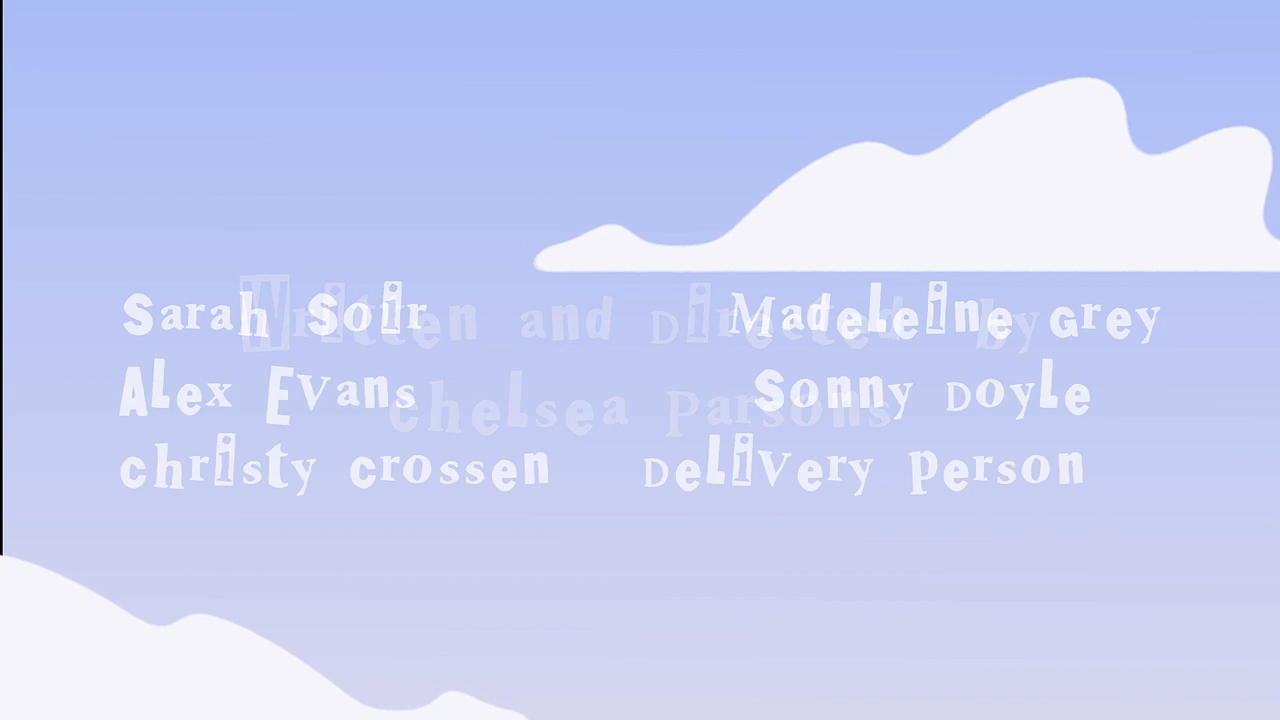 Written and Directed by
Chelsea Parsons
Sarah Soir Madeleine Grey
Alex Evans Sonny Doyle
Christy Crossen Delivery Person